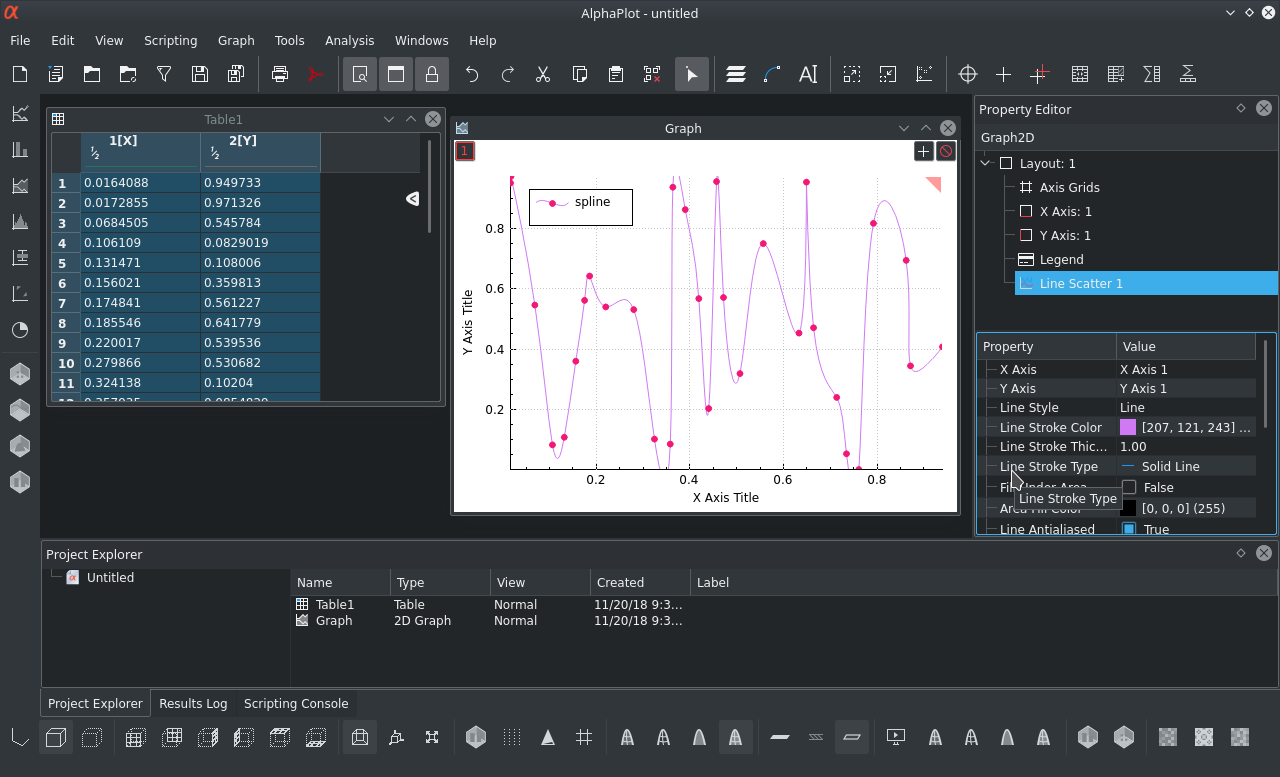 AlphaPlot - untitled
File Edit View Scripting Graph Tools Analysis Windows Help
Table1
1[X] 2[Y]
½ ½
1 0.0164088 0.949733
2 0.0172855 0.971326
3 0.0684505 0.545784
4 0.106109 0.0829019
5 0.131471 0.108006
6 0.156021 0.359813
7 0.174841 0.561227
8 0.185546 0.641779
9 0.220017 0.539536
10 0.279866 0.530682
11 0.324138 0.10204
Graph
1
spline
0.8
0.6
0.4
0.2
Y Axis Title
0.2 0.4 0.6 0.8
X Axis Title
Property Editor
Graph2D
Layout: 1
Axis Grids
X Axis: 1
Y Axis: 1
Legend
Line Scatter 1
Property Value
X Axis X Axis 1
Y Axis Y Axis 1
Line Style Line
Line Stroke Color [207, 121, 243] ...
Line Stroke Thic... 1.00
Line Stroke Type Solid Line
False
Line Stroke Type
[0, 0, 0] (255)
Line Antialiased True
Project Explorer
Untitled
Name Type View Created Label
Table1 Table Normal 11/20/18 9:3...
Graph 2D Graph Normal 11/20/18 9:3...
Project Explorer Results Log Scripting Console